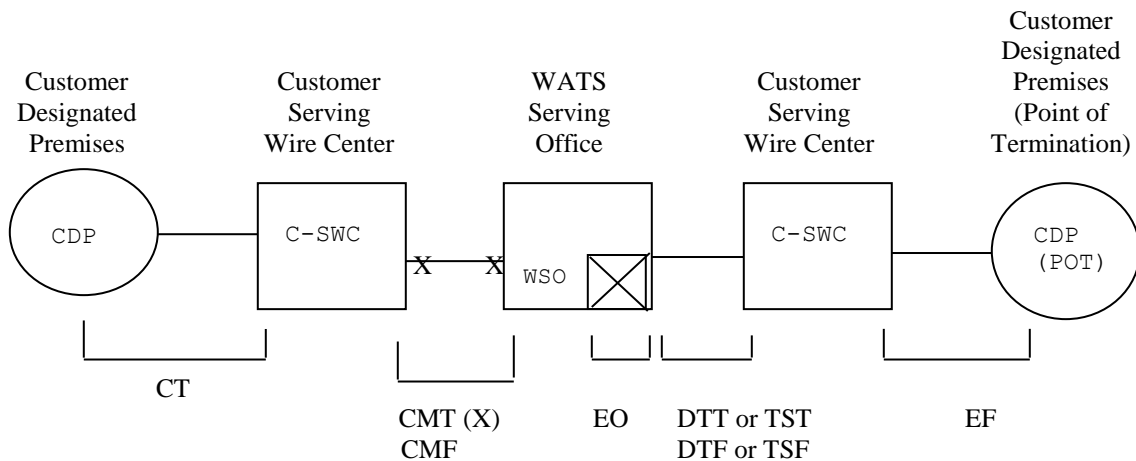 Customer
Designated
Premises
Customer
Serving
Wire Center
WATS
Serving
Office
Customer
Serving
Wire Center
Customer
Designated
Premises
(Point of
Termination)
CDP
C-SWC
X X
WSO
C-SWC
CDP
(POT)
CT
CMT (X)
CMF
EO
DTT or TST
DTF or TSF
EF